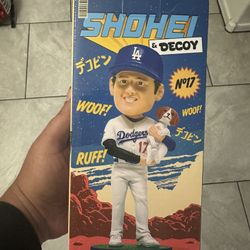 SHOHEI
& DECOY
デコピン
LA
Nº17
WOOF!
WOOF!
デコピン
Dodgers
17
RUFF!